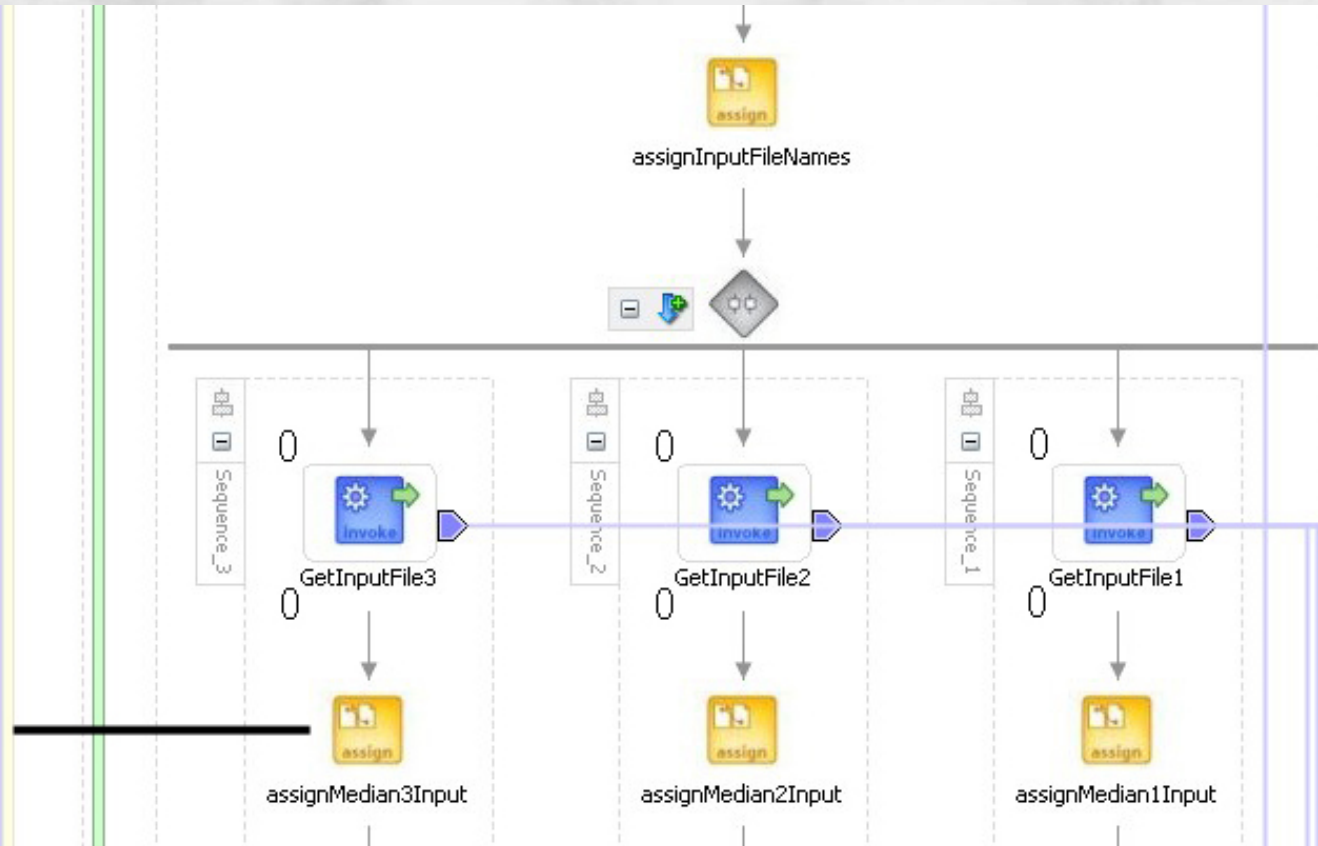 assign
assignInputFileNames
0 0 0
Sequence_3 Sequence_2 Sequence_1
invoke invoke invoke
GetInputFile3 GetInputFile2 GetInputFile1
0 0 0
assign assign assign
assignMedian3Input assignMedian2Input assignMedian1Input